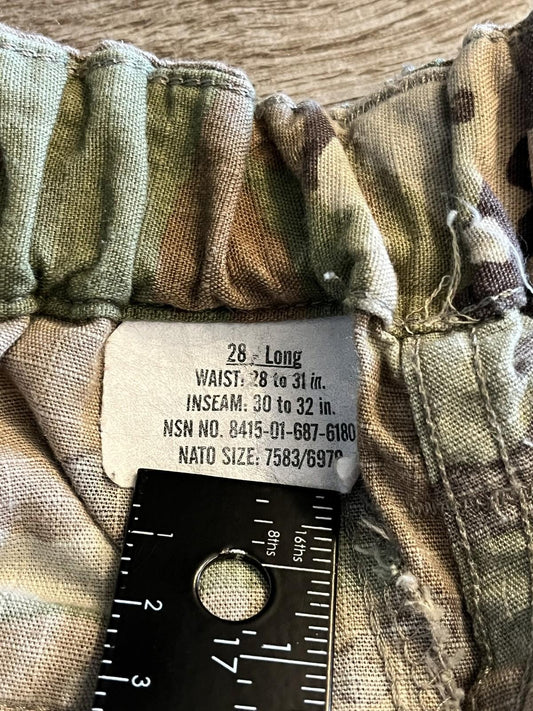 28 - Long
WAIST: 28 to 31 in.
INSEAM: 30 to 32 in.
NSN NO. 8415-01-687-6180
NATO SIZE: 7583/6979
8ths 16ths
1
2
17
3